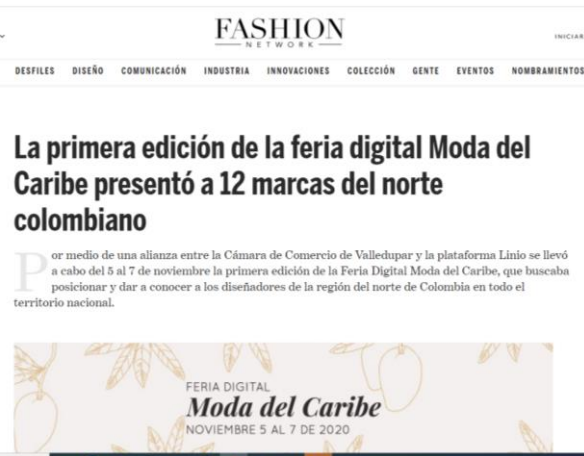 FASHION
NETWORK
INICIAR
DESFILES DISEÑO COMUNICACIÓN INDUSTRIA INNOVACIONES COLECCIÓN GENTE EVENTOS NOMBRAMIENTOS
La primera edición de la feria digital Moda del
Caribe presentó a 12 marcas del norte
colombiano
Por medio de una alianza entre la Cámara de Comercio de Valledupar y la plataforma Linio se llevó
a cabo del 5 al 7 de noviembre la primera edición de la Feria Digital Moda del Caribe, que buscaba
posicionar y dar a conocer a los diseñadores de la región del norte de Colombia en todo el
territorio nacional.
FERIA DIGITAL
Moda del Caribe
NOVIEMBRE 5 AL 7 DE 2020